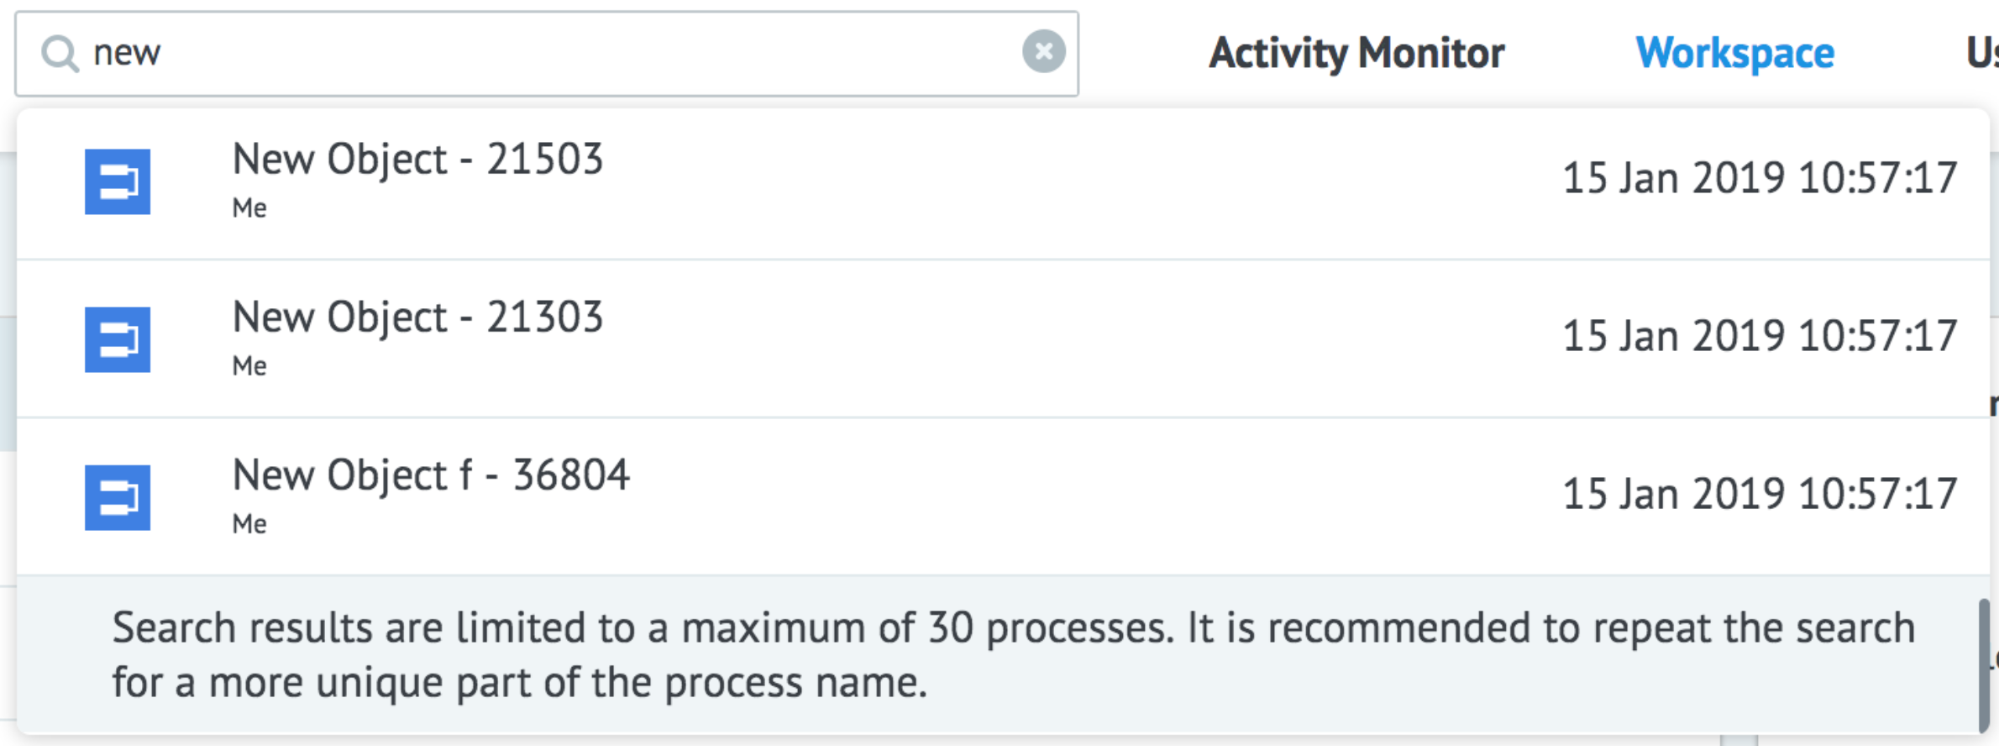 new
Activity Monitor
Workspace
New Object - 21503
Me
15 Jan 2019 10:57:17
New Object - 21303
Me
15 Jan 2019 10:57:17
New Object f - 36804
Me
15 Jan 2019 10:57:17
Search results are limited to a maximum of 30 processes. It is recommended to repeat the search
for a more unique part of the process name.